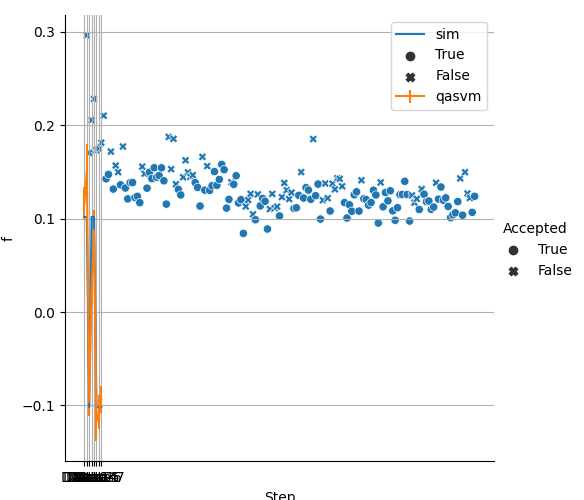 0.3
0.2
0.1
0.0
−0.1
f
Step
sim
True
False
qasvm
Accepted
True
False